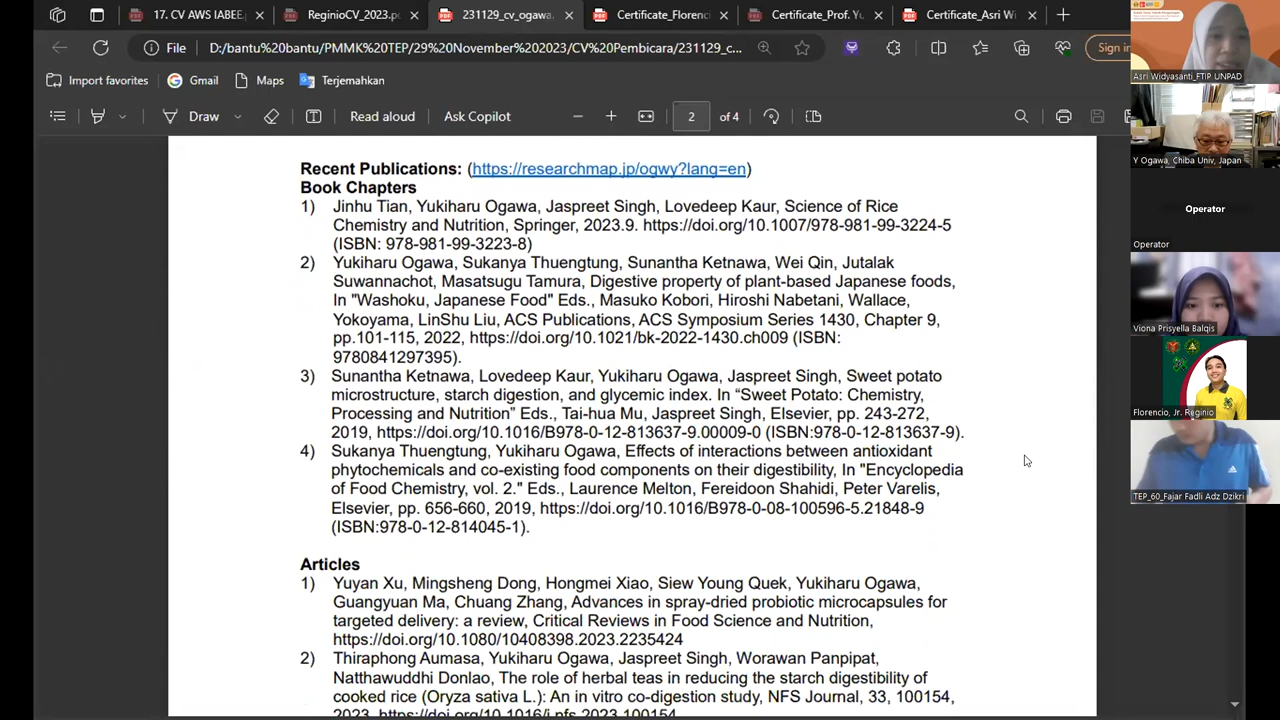 17. CV AWS IABEE.
ReginioCV
231129_cv_Ogawa
Certificate_Floren
Certificate_Prof. Yu
Certificate_Asri Wi
File
D:/bantu%20bantu/PMMK%20TEP/29%20November%202023/CV%20Pembicara/231129_c...
Sign in
Import favorites
Gmail
Maps
Terjemahkan
Draw
Read aloud
Ask Copilot
2
of 4
Recent Publications: (https://researchmap.jp/ogwy?lang=en)
Book Chapters
1) Jinhu Tian, Yukiharu Ogawa, Jaspreet Singh, Lovedeep Kaur, Science of Rice
Chemistry and Nutrition, Springer, 2023.9. https://doi.org/10.1007/978-981-99-3224-5
(ISBN: 978-981-99-3223-8)
2) Yukiharu Ogawa, Sukanya Thuengtung, Sunantha Ketnawa, Wei Qin, Jutalak
Suwannachot, Masatsugu Tamura, Digestive property of plant-based Japanese foods,
In "Washoku, Japanese Food" Eds., Masuko Kobori, Hiroshi Nabetani, Wallace,
Yokoyama, LinShu Liu, ACS Publications, ACS Symposium Series 1430, Chapter 9,
pp.101-115, 2022, https://doi.org/10.1021/bk-2022-1430.ch009 (ISBN:
9780841297395).
3) Sunantha Ketnawa, Lovedeep Kaur, Yukiharu Ogawa, Jaspreet Singh, Sweet potato
microstructure, starch digestion, and glycemic index. In “Sweet Potato: Chemistry,
Processing and Nutrition” Eds., Tai-hua Mu, Jaspreet Singh, Elsevier, pp. 243-272,
2019, https://doi.org/10.1016/B978-0-12-813637-9.00009-0 (ISBN:978-0-12-813637-9).
4) Sukanya Thuengtung, Yukiharu Ogawa, Effects of interactions between antioxidant
phytochemicals and co-existing food components on their digestibility, In "Encyclopedia
of Food Chemistry, vol. 2." Eds., Laurence Melton, Fereidoon Shahidi, Peter Varelis,
Elsevier, pp. 656-660, 2019, https://doi.org/10.1016/B978-0-08-100596-5.21848-9
(ISBN:978-0-12-814045-1).
Articles
1) Yuyan Xu, Mingsheng Dong, Hongmei Xiao, Siew Young Quek, Yukiharu Ogawa,
Guangyuan Ma, Chuang Zhang, Advances in spray-dried probiotic microcapsules for
targeted delivery: a review, Critical Reviews in Food Science and Nutrition,
https://doi.org/10.1080/10408398.2023.2235424
2) Thiraphong Aumasa, Yukiharu Ogawa, Jaspreet Singh, Worawan Panpipat,
Natthawuddhi Donlao, The role of herbal teas in reducing the starch digestibility of
cooked rice (Oryza sativa L.): An in vitro co-digestion study, NFS Journal, 33, 100154,
2023, https://doi.org/10.1016/j.nfs.2023.100154
Asri Widyasanti_FTIP UNPAD
Y Ogawa, Chiba Univ, Japan
Operator
Operator
Viona Prisyella Balqis
Florencio, Jr. Reginio
TEP_60_Fajar Fadli Adz Dzikri